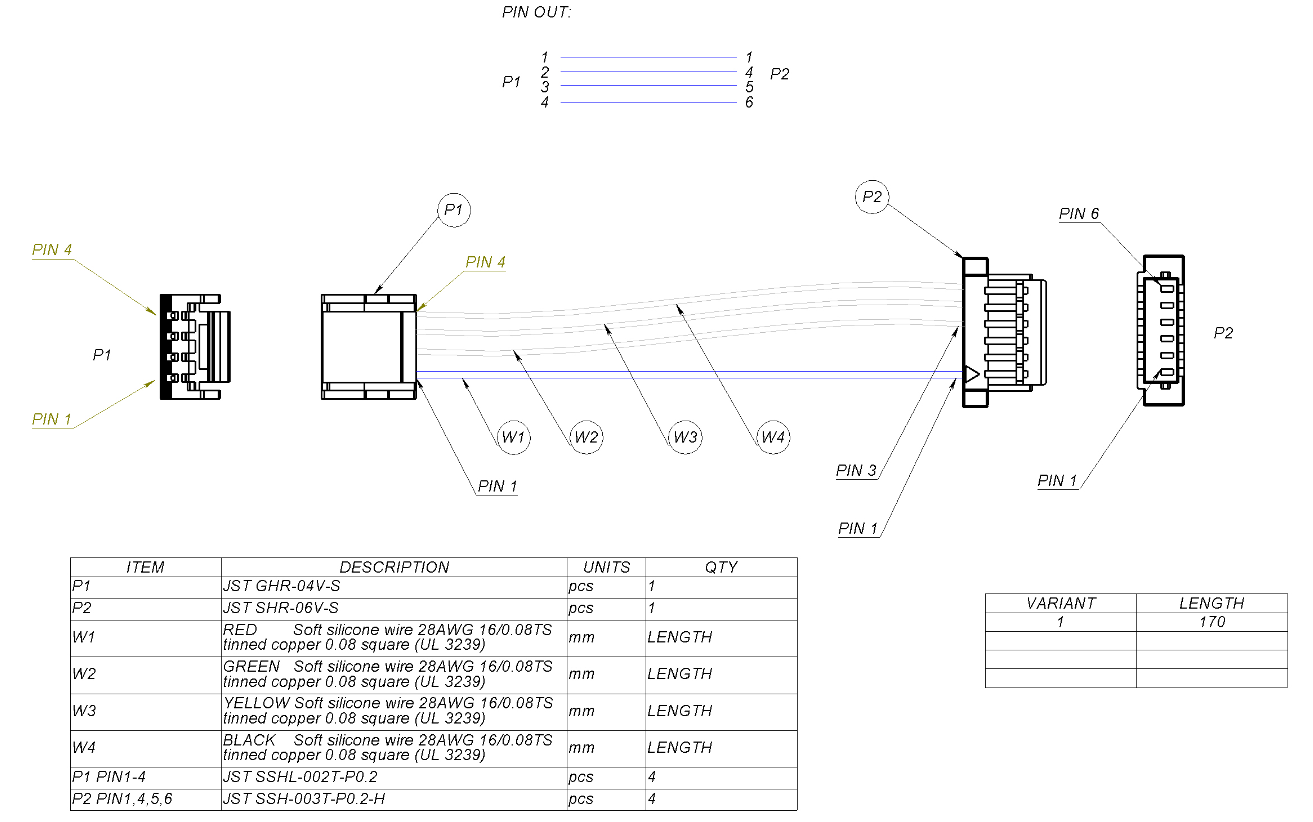 PIN OUT:
1 1
2 4
P1 P2
3 5
4 6
P1
P2
PIN 6
PIN 4
PIN 4
P1
P2
PIN 1
W1
W2
W3
W4
PIN 3
PIN 1
PIN 1
PIN 1
ITEM DESCRIPTION UNITS QTY
P1 JST GHR-04V-S pcs 1
P2 JST SHR-06V-S pcs 1
W1 RED Soft silicone wire 28AWG 16/0.08TS mm LENGTH
tinned copper 0.08 square (UL 3239)
W2 GREEN Soft silicone wire 28AWG 16/0.08TS mm LENGTH
tinned copper 0.08 square (UL 3239)
W3 YELLOW Soft silicone wire 28AWG 16/0.08TS mm LENGTH
tinned copper 0.08 square (UL 3239)
W4 BLACK Soft silicone wire 28AWG 16/0.08TS mm LENGTH
tinned copper 0.08 square (UL 3239)
P1 PIN1-4 JST SSHL-002T-P0.2 pcs 4
P2 PIN1,4,5,6 JST SSH-003T-P0.2-H pcs 4
VARIANT LENGTH
1 170